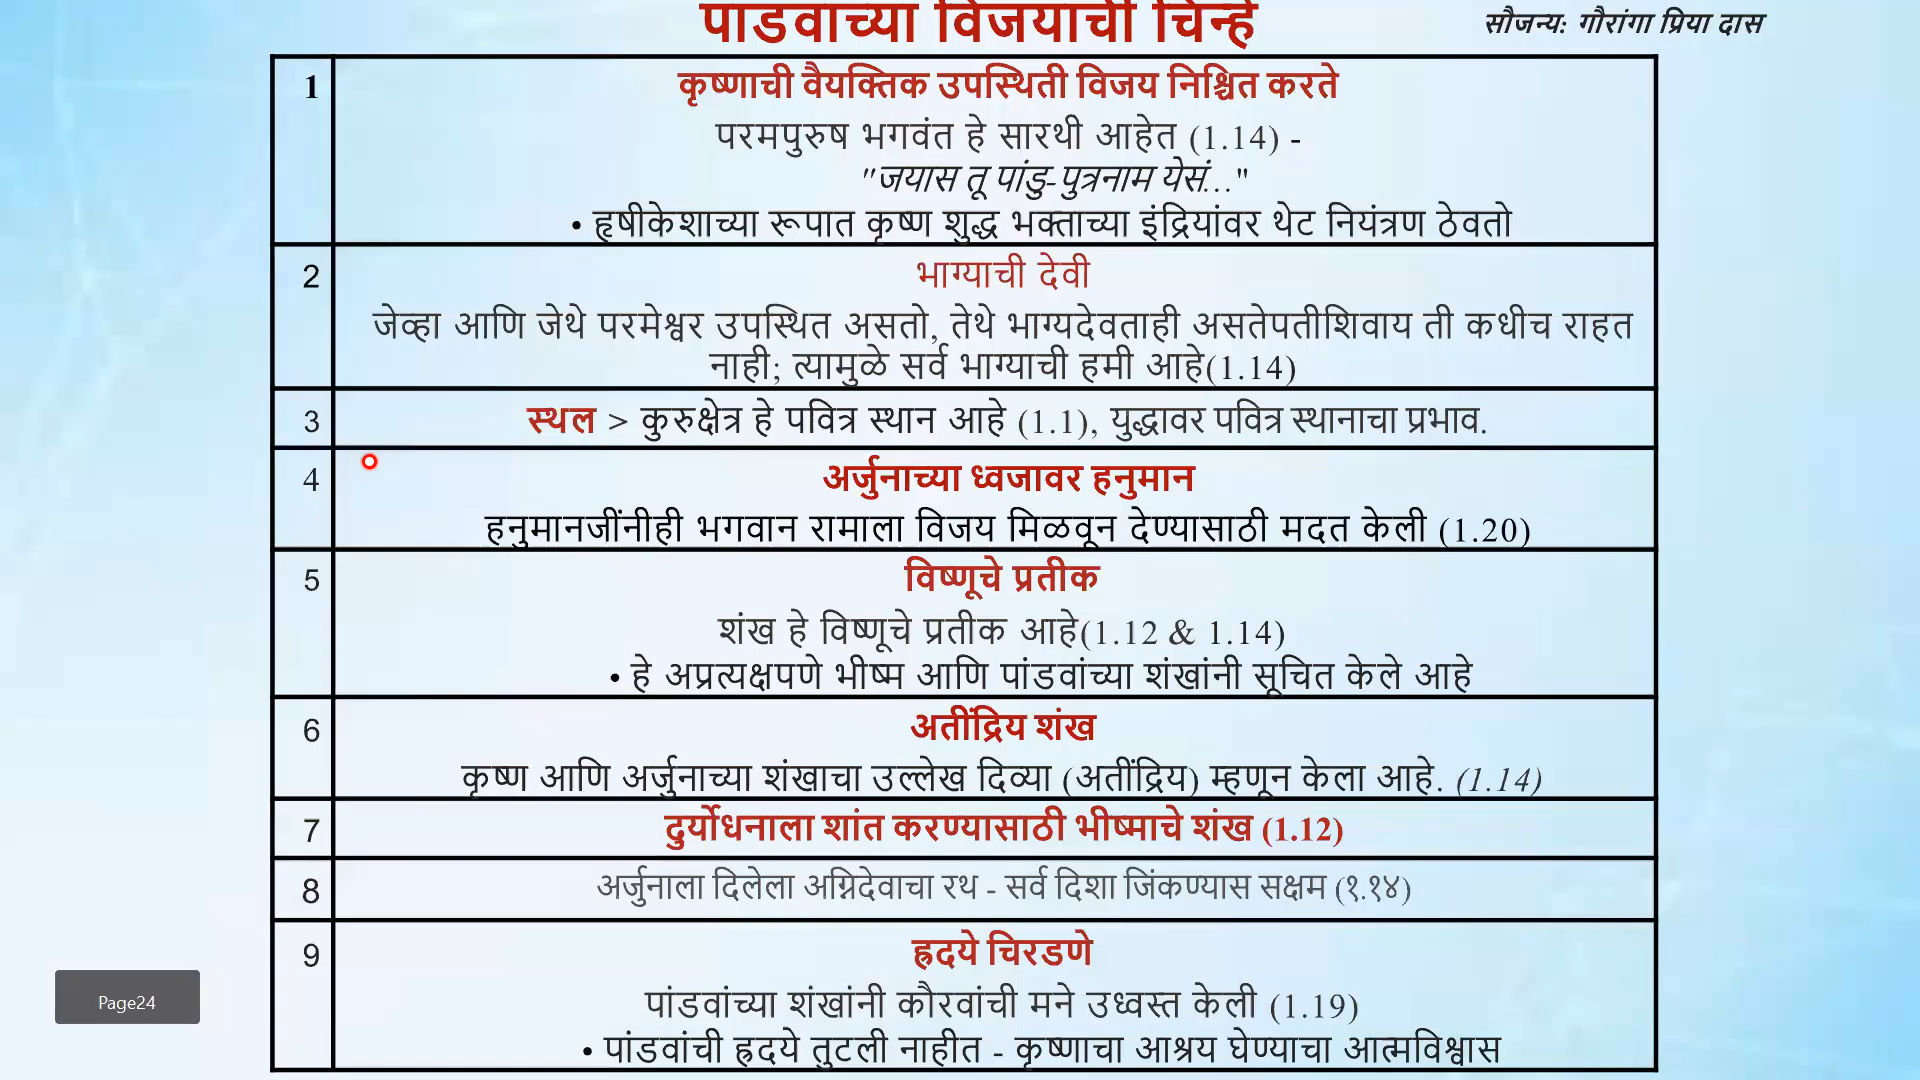 पांडवांच्या विजयाची चिन्हे
सौजन्य: गौरांगा प्रिया दास
1
कृष्णाची वैयक्तिक उपस्थिती विजय निश्चित करते
परमपुरुष भगवंत हे सारथी आहेत (1.14) -
"जयास तू पांडु-पुत्रनाम येसं..."
• हृषीकेशाच्या रूपात कृष्ण शुद्ध भक्ताच्या इंद्रियांवर थेट नियंत्रण ठेवतो
2
भाग्याची देवी
जेव्हा आणि जेथे परमेश्वर उपस्थित असतो, तेथे भाग्यदेवताही असतेपतीशिवाय ती कधीच राहत
नाही; त्यामुळे सर्व भाग्याची हमी आहे(1.14)
3
स्थल > कुरुक्षेत्र हे पवित्र स्थान आहे (1.1), युद्धावर पवित्र स्थानाचा प्रभाव.
4
अर्जुनाच्या ध्वजावर हनुमान
हनुमानजींनीही भगवान रामाला विजय मिळवून देण्यासाठी मदत केली (1.20)
5
विष्णूचे प्रतीक
शंख हे विष्णूचे प्रतीक आहे(1.12 & 1.14)
• हे अप्रत्यक्षपणे भीष्म आणि पांडवांच्या शंखांनी सूचित केले आहे
6
अतींद्रिय शंख
कृष्ण आणि अर्जुनाच्या शंखाचा उल्लेख दिव्या (अतींद्रिय) म्हणून केला आहे. (1.14)
7
दुर्योधनाला शांत करण्यासाठी भीष्माचे शंख (1.12)
8
अर्जुनाला दिलेला अग्निदेवाचा रथ - सर्व दिशा जिंकण्यास सक्षम (१.१४)
9
ह्रदये चिरडणे
पांडवांच्या शंखांनी कौरवांची मने उध्वस्त केली (1.19)
• पांडवांची ह्रदये तुटली नाहीत - कृष्णाचा आश्रय घेण्याचा आत्मविश्वास
Page24